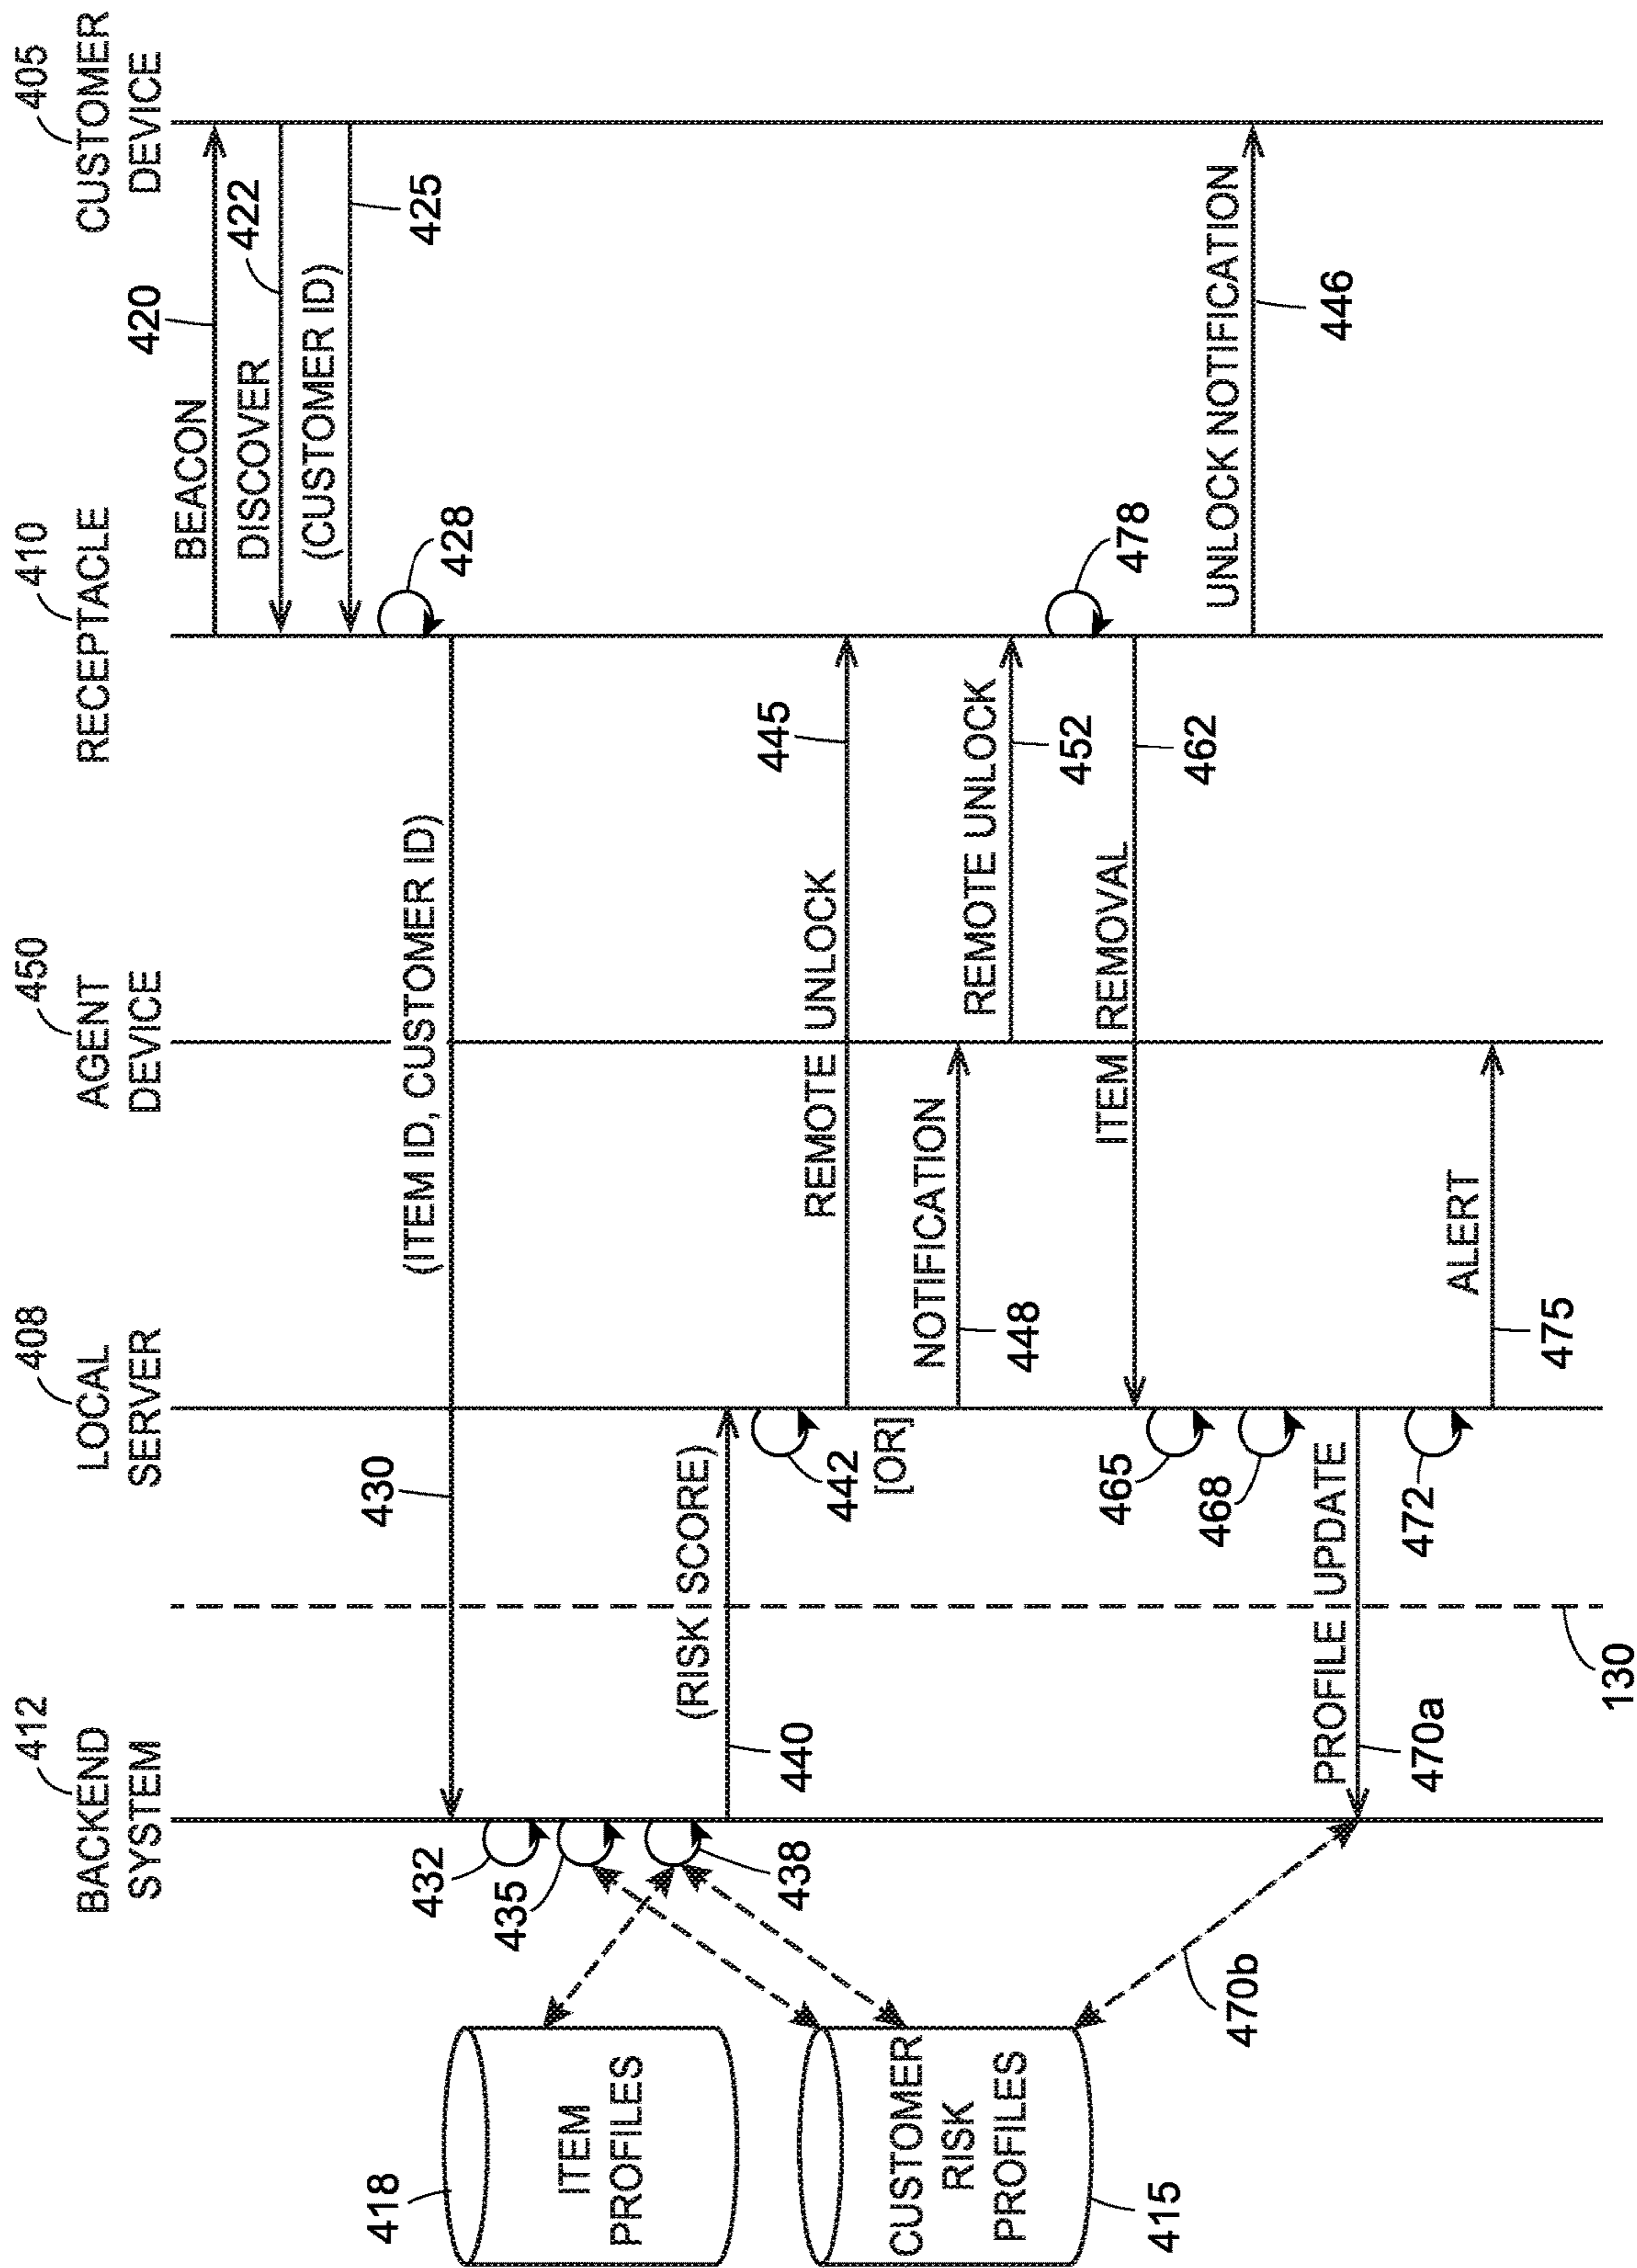 412
BACKEND
SYSTEM
408
LOCAL
SERVER
450
AGENT
DEVICE
410
RECEPTACLE
405
CUSTOMER
DEVICE
BEACON
420
DISCOVER
422
(CUSTOMER ID)
425
428
430
(ITEM ID, CUSTOMER ID)
432
435
438
418
ITEM
PROFILES
(RISK SCORE)
440
442
[OR]
REMOTE UNLOCK
445
NOTIFICATION
448
REMOTE UNLOCK
452
CUSTOMER
RISK
PROFILES
415
478
ITEM REMOVAL
462
465
468
UNLOCK NOTIFICATION
446
PROFILE UPDATE
470a
470b
472
ALERT
475
130